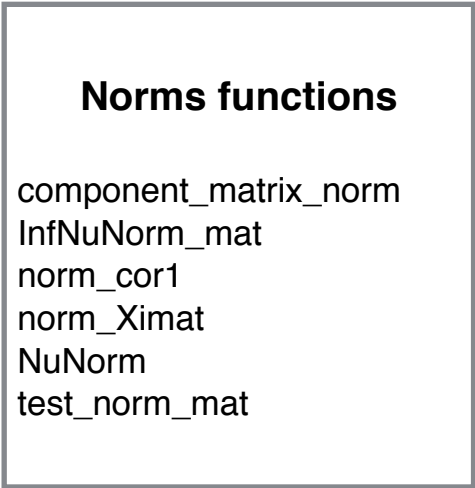 Norms functions
component_matrix_norm
InfNuNorm_mat
norm_cor1
norm_Ximat
NuNorm
test_norm_mat